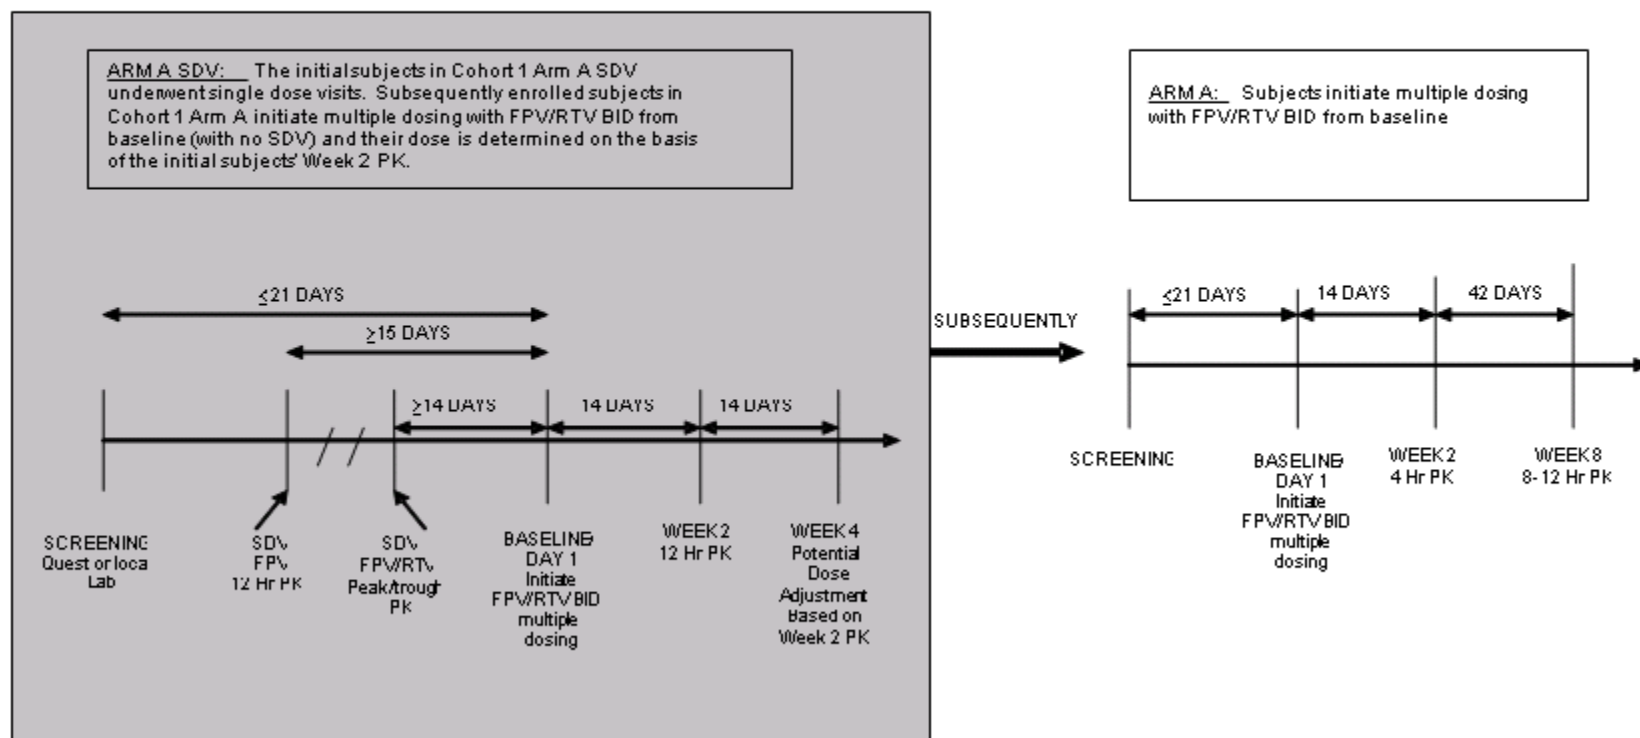 ARM A SDV: The initial subjects in Cohort 1 Arm A SDV
underwent single dose visits. Subsequently enrolled subjects in
Cohort 1 Arm A initiate multiple dosing with FPV/RTV BID from
baseline (with no SDV) and their dose is determined on the basis
of the initial subjects' Week 2 PK.
≤21 DAYS
≥15 DAYS
≥14 DAYS
14 DAYS
14 DAYS
SCREENING
Quest or local
Lab
SDV
FPV
12 Hr PK
SDV
FPV/RTV
Peak/trough
PK
BASELINE/
DAY 1
Initiate
FPV/RTV BID
multiple
dosing
WEEK 2
12 Hr PK
WEEK 4
Potential
Dose
Adjustment
Based on
Week 2 PK
SUBSEQUENTLY
ARM A: Subjects initiate multiple dosing
with FPV/RTV BID from baseline
≤21 DAYS
14 DAYS
42 DAYS
SCREENING
BASELINE/
DAY 1
Initiate
FPV/RTV BID
multiple
dosing
WEEK 2
4 Hr PK
WEEK 8
8-12 Hr PK